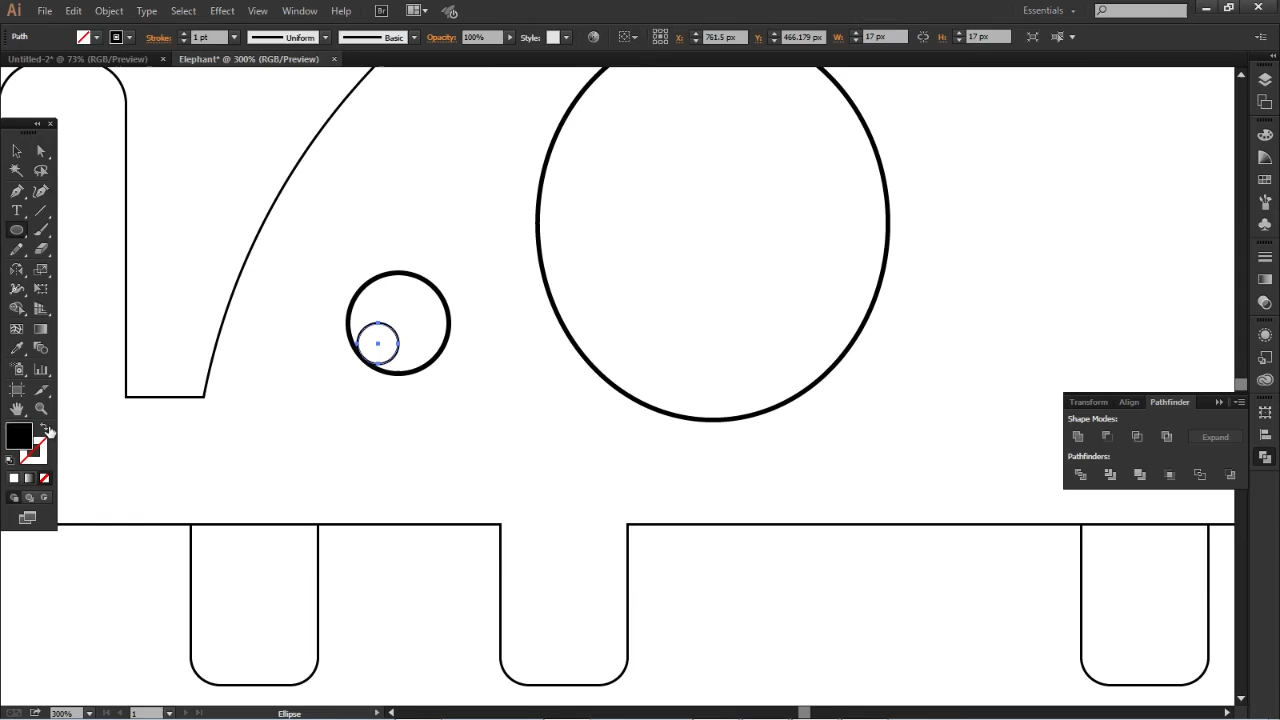 Ai File Edit Object Type Select Effect View Window Help Br Essentials
Path Stroke: 1 pt Uniform Basic Opacity: 100% Style: X: 761.5 px Y: 466.179 px W: 17 px H: 17 px
Untitled-2* @ 73% (RGB/Preview) × Elephant* @ 300% (RGB/Preview) ×
T
Transform Align Pathfinder
Shape Modes:
Expand
Pathfinders:
300% 1 Ellipse